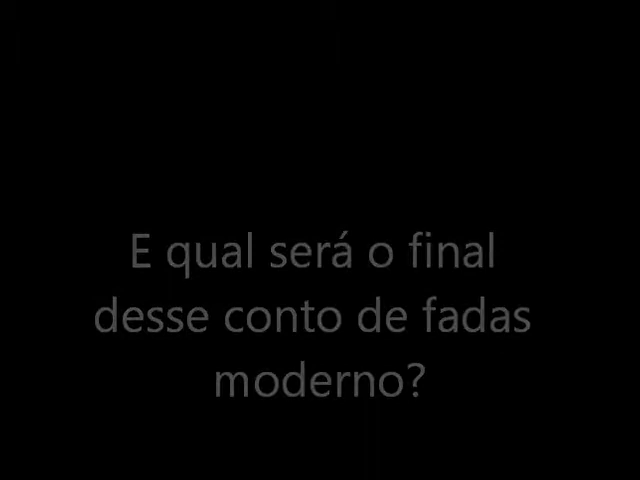 E qual será o final
desse conto de fadas
moderno?